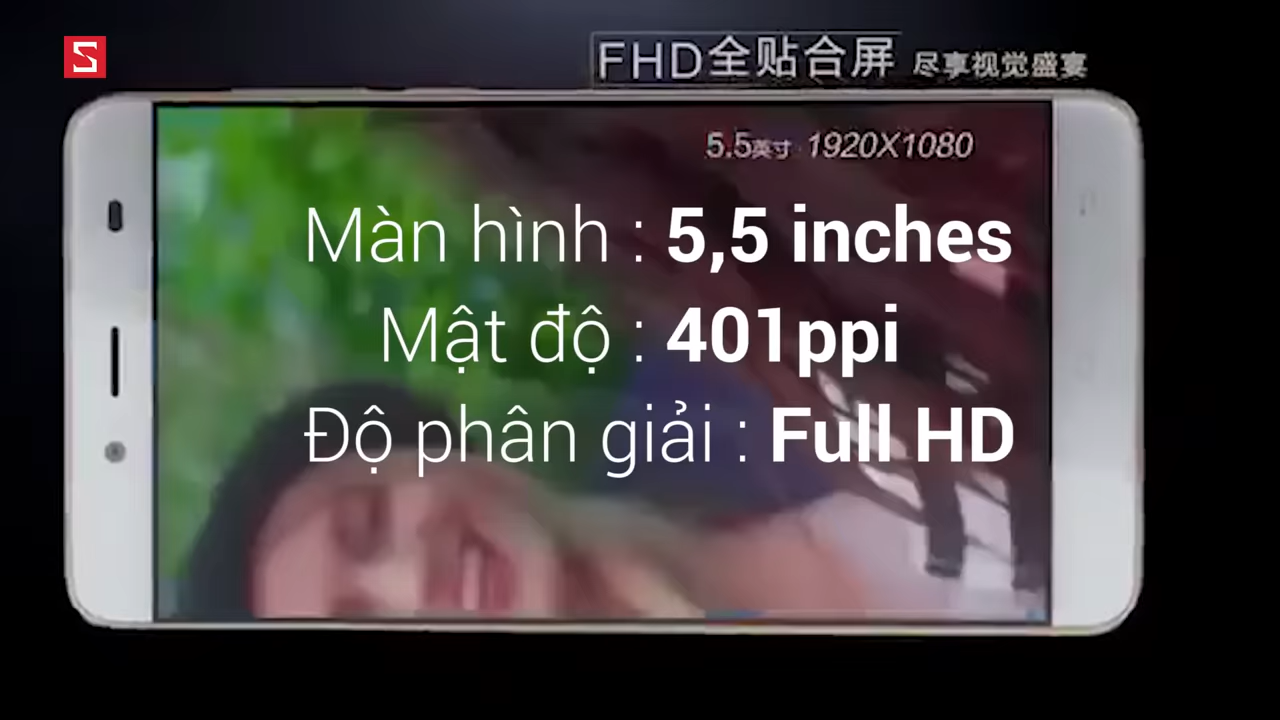 S
FHD全贴合屏 尽享视觉盛宴
5.5英寸 · 1920X1080
Màn hình : 5,5 inches
Mật độ : 401ppi
Độ phân giải : Full HD